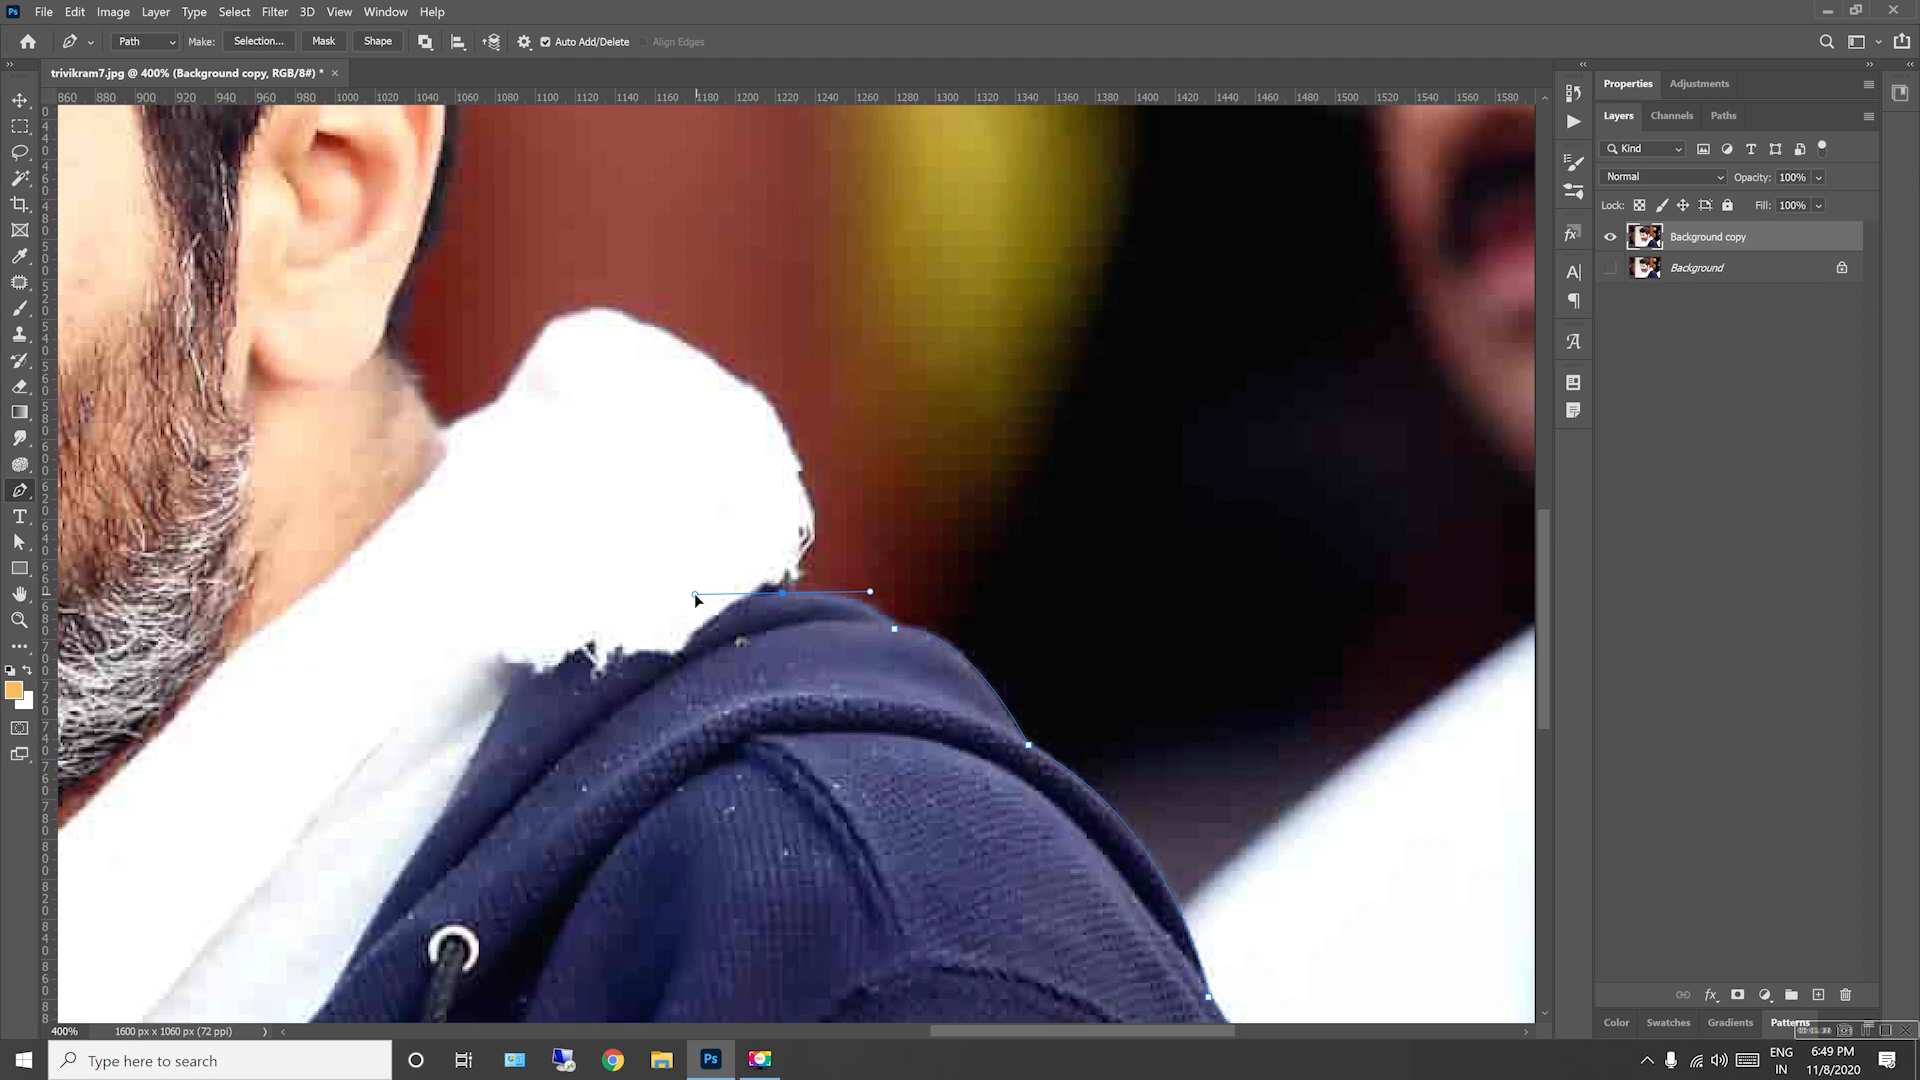 Ps File Edit Image Layer Type Select Filter 3D View Window Help
Path Make: Selection... Mask Shape Auto Add/Delete Align Edges
trivikram7.jpg @ 400% (Background copy, RGB/8#) * ×
860 880 900 920 940 960 980 1000 1020 1040 1060 1080 1100 1120 1140 1160 1180 1200 1220 1240 1260 1280 1300 1320 1340 1360 1380 1400 1420 1440 1460 1480 1500 1520 1540 1560 1580
Properties Adjustments
Layers Channels Paths
Kind
Normal Opacity: 100%
Lock: Fill: 100%
Background copy
Background
400% 1600 px x 1060 px (72 ppi)
Color Swatches Gradients Patterns
Type here to search
Ps
ENG
IN
6:49 PM
11/8/2020